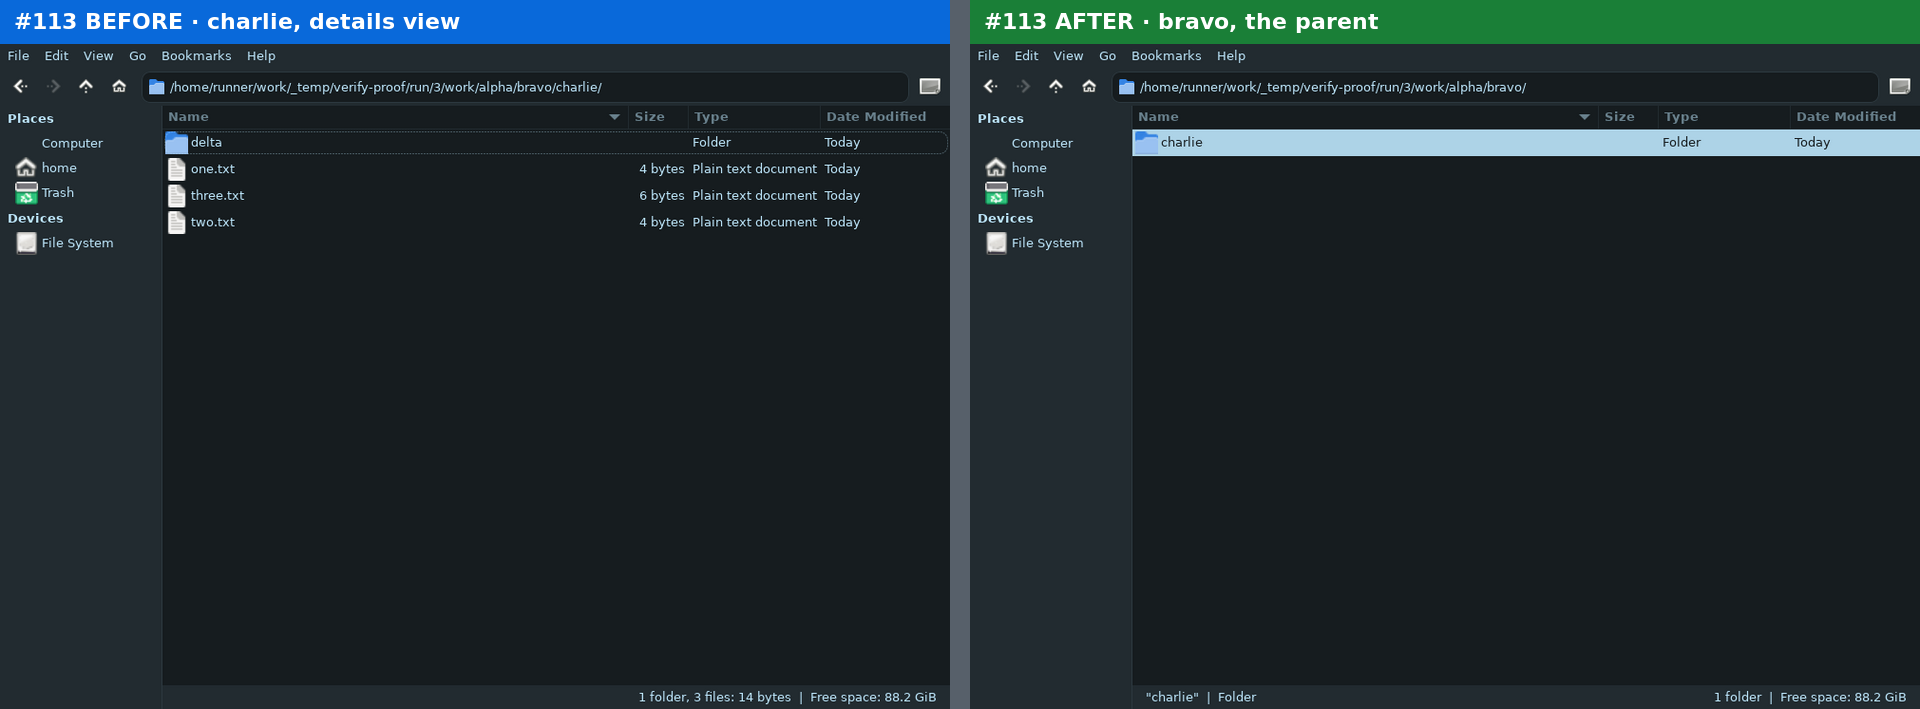 #113 BEFORE · charlie, details view
File Edit View Go Bookmarks Help
/home/runner/work/_temp/verify-proof/run/3/work/alpha/bravo/charlie/
Places
Computer
home
Trash
Devices
File System
Name Size Type Date Modified
delta Folder Today
one.txt 4 bytes Plain text document Today
three.txt 6 bytes Plain text document Today
two.txt 4 bytes Plain text document Today
1 folder, 3 files: 14 bytes | Free space: 88.2 GiB
#113 AFTER · bravo, the parent
File Edit View Go Bookmarks Help
/home/runner/work/_temp/verify-proof/run/3/work/alpha/bravo/
Places
Computer
home
Trash
Devices
File System
Name Size Type Date Modified
charlie Folder Today
"charlie" | Folder 1 folder | Free space: 88.2 GiB